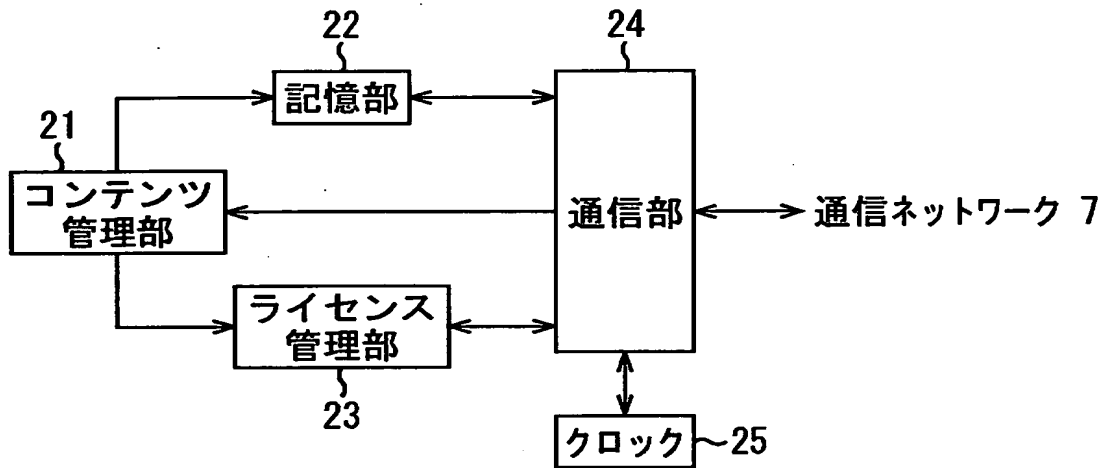 22
24
記憶部
21
コンテンツ
管理部
通信部
通信ネットワーク 7
ライセンス
管理部
23
クロック
25